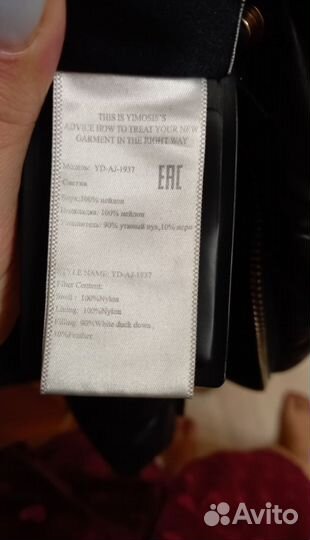 THIS IS YIMOSIS'S
ADVICE HOW TO TREAT YOUR NEW
GARMENT IN THE RIGHT WAY
Модель: YD-AJ-1937
EAC
Состав
Верх,100% нейлон
Подкладка: 100% нейлон
90% утиный пух,10% перо
STYLE NAME: YD-AJ-1937
Fiber Content:
100%Nylon
Lining: 100%Nylon
Filling: 90%White duck down ,
10%Feather.
Avito